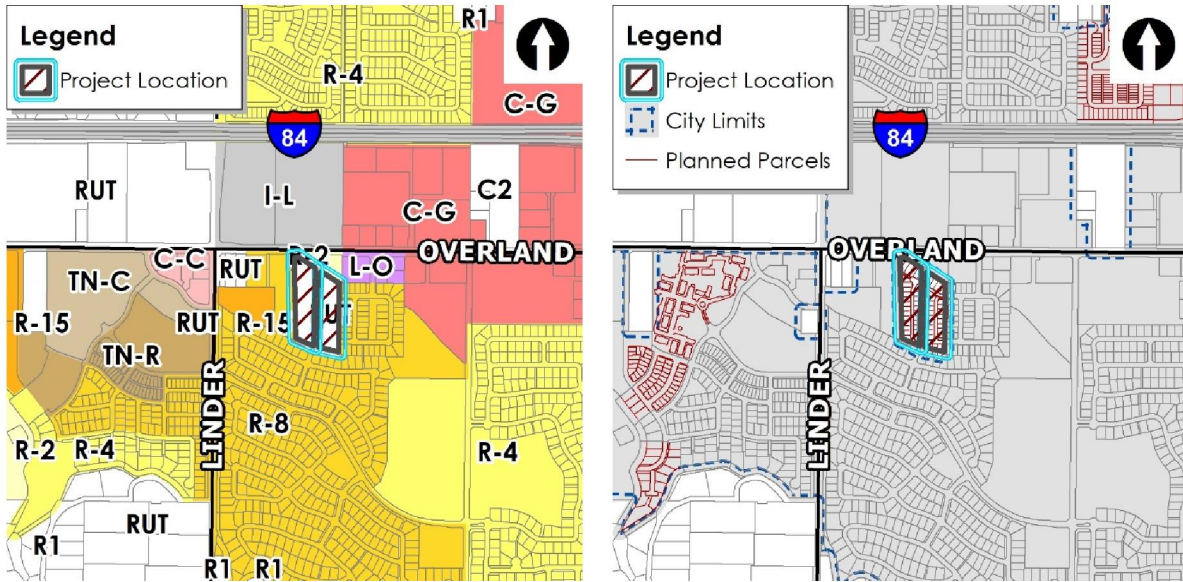 Legend
Project Location
R1
R-4
C-G
84
RUT
I-L
C2
C-G
OVERLAND
C-C
RUT
L-O
TN-C
R-15
RUT
R-15
TN-R
LINDER
R-8
R-2
R-4
R-4
RUT
R1
R1
R1
Legend
Project Location
City Limits
Planned Parcels
84
OVERLAND
LINDER